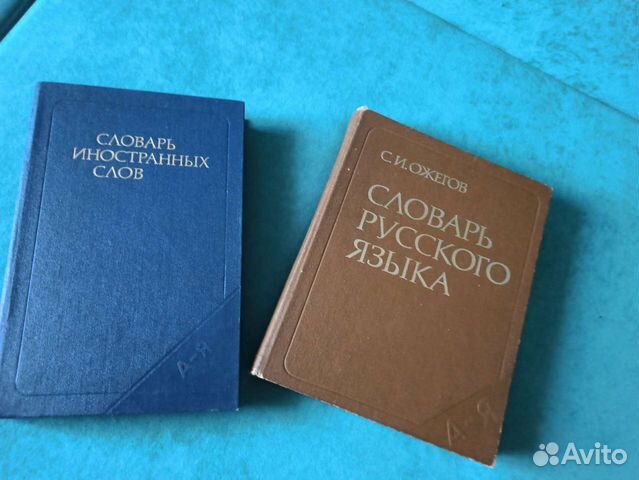 СЛОВАРЬ
ИНОСТРАННЫХ
СЛОВ
А-Я
С.И.ОЖЕГОВ
СЛОВАРЬ
РУССКОГО
ЯЗЫКА
А-Я
Avito